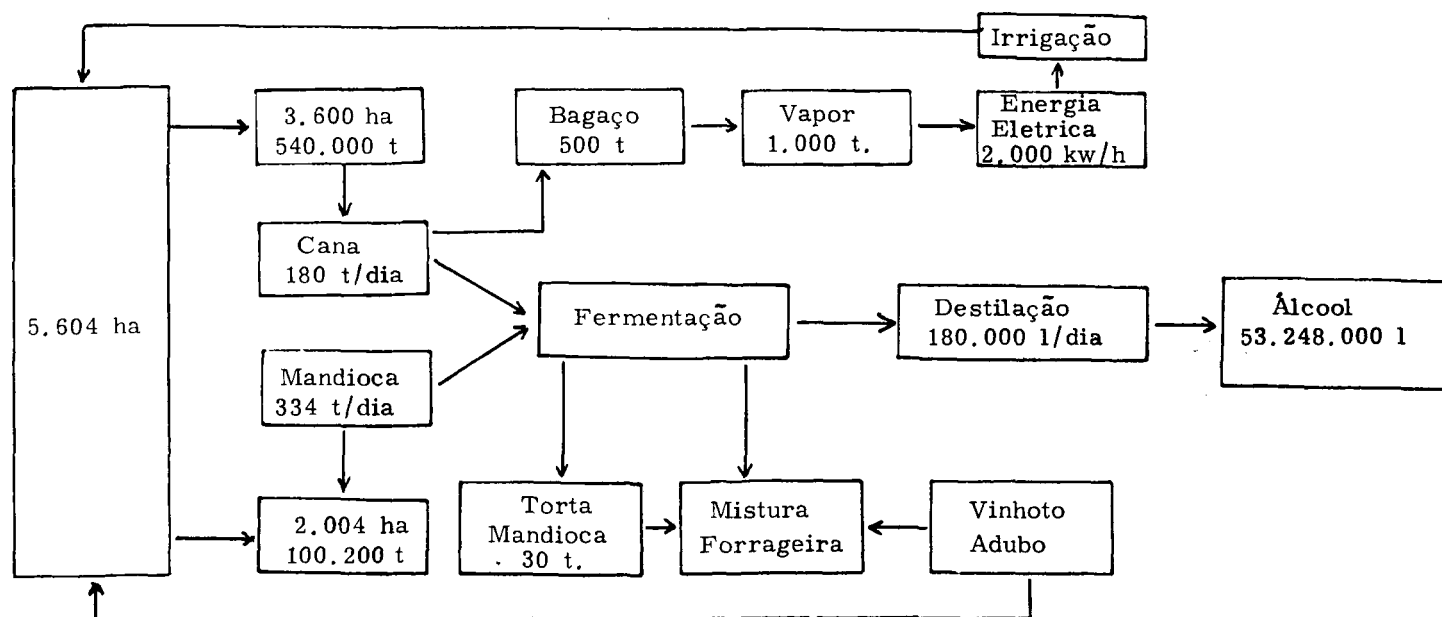 Irrigação
3.600 ha
540.000 t
Bagaço
500 t
Vapor
1.000 t.
Energia
Eletrica
2.000 kw/h
Cana
180 t/dia
5.604 ha
Fermentação
Destilação
180.000 l/dia
Álcool
53.248.000 l
Mandioca
334 t/dia
2.004 ha
100.200 t
Torta
Mandioca
30 t.
Mistura
Forrageira
Vinhoto
Adubo